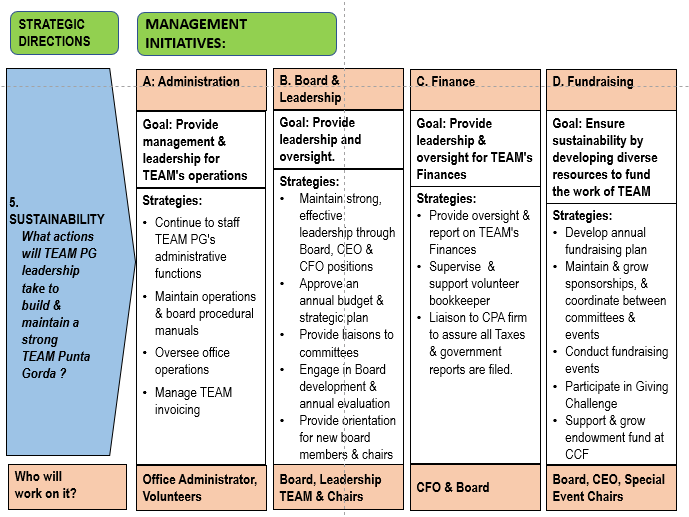 STRATEGIC
DIRECTIONS
MANAGEMENT
INITIATIVES:
5.
SUSTAINABILITY
What actions
will TEAM PG
leadership
take to
build &
maintain a
strong
TEAM Punta
Gorda ?
A: Administration
Goal: Provide
management &
leadership for
TEAM's operations
Strategies:
• Continue to staff
TEAM PG's
administrative
functions
• Maintain operations
& board procedural
manuals
• Oversee office
operations
• Manage TEAM
invoicing
B. Board &
Leadership
Goal: Provide
leadership and
oversight.
Strategies:
• Maintain strong,
effective
leadership through
Board, CEO &
CFO positions
• Approve an
annual budget &
strategic plan
• Provide liaisons to
committees
• Engage in Board
development &
annual evaluation
• Provide orientation
for new board
members & chairs
C. Finance
Goal: Provide
leadership &
oversight for TEAM's
Finances
Strategies:
• Provide oversight &
report on TEAM's
Finances
• Supervise &
support volunteer
bookkeeper
• Liaison to CPA firm
to assure all Taxes
& government
reports are filed.
D. Fundraising
Goal: Ensure
sustainability by
developing diverse
resources to fund
the work of TEAM
Strategies:
• Develop annual
fundraising plan
• Maintain & grow
sponsorships, &
coordinate between
committees &
events
• Conduct fundraising
events
• Participate in Giving
Challenge
• Support & grow
endowment fund at
CCF
Who will
work on it?
Office Administrator,
Volunteers
Board, Leadership
TEAM & Chairs
CFO & Board
Board, CEO, Special
Event Chairs